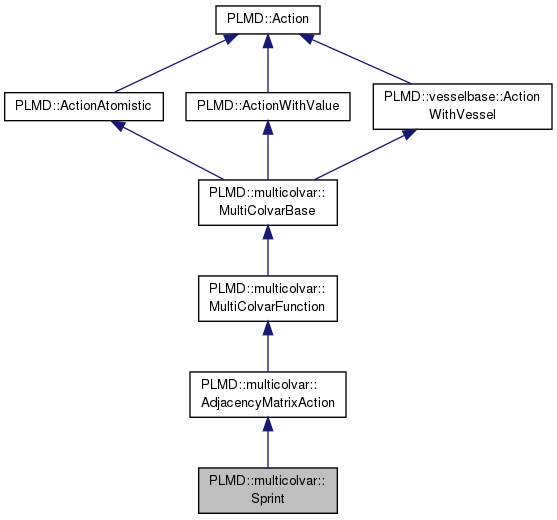 PLMD::Action
PLMD::ActionAtomistic
PLMD::ActionWithValue
PLMD::vesselbase::Action
WithVessel
PLMD::multicolvar::
MultiColvarBase
PLMD::multicolvar::
MultiColvarFunction
PLMD::multicolvar::
AdjacencyMatrixAction
PLMD::multicolvar::
Sprint